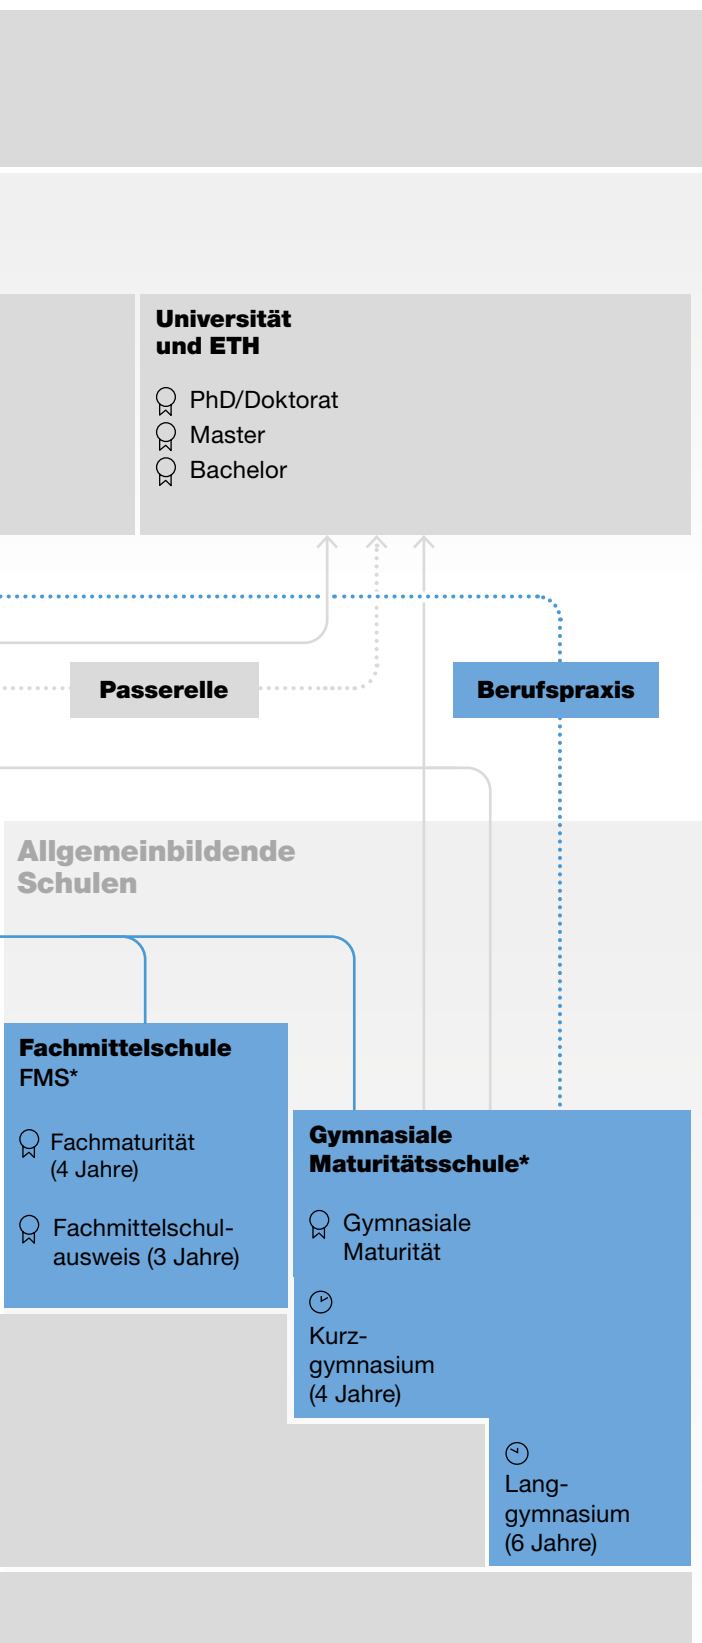 Universität
und ETH
PhD/Doktorat
Master
Bachelor
Passerelle
Berufspraxis
Allgemeinbildende
Schulen
Fachmittelschule
FMS*
Fachmaturität
(4 Jahre)
Fachmittelschul-
ausweis (3 Jahre)
Gymnasiale
Maturitätsschule*
Gymnasiale
Maturität
Kurz-
gymnasium
(4 Jahre)
Lang-
gymnasium
(6 Jahre)